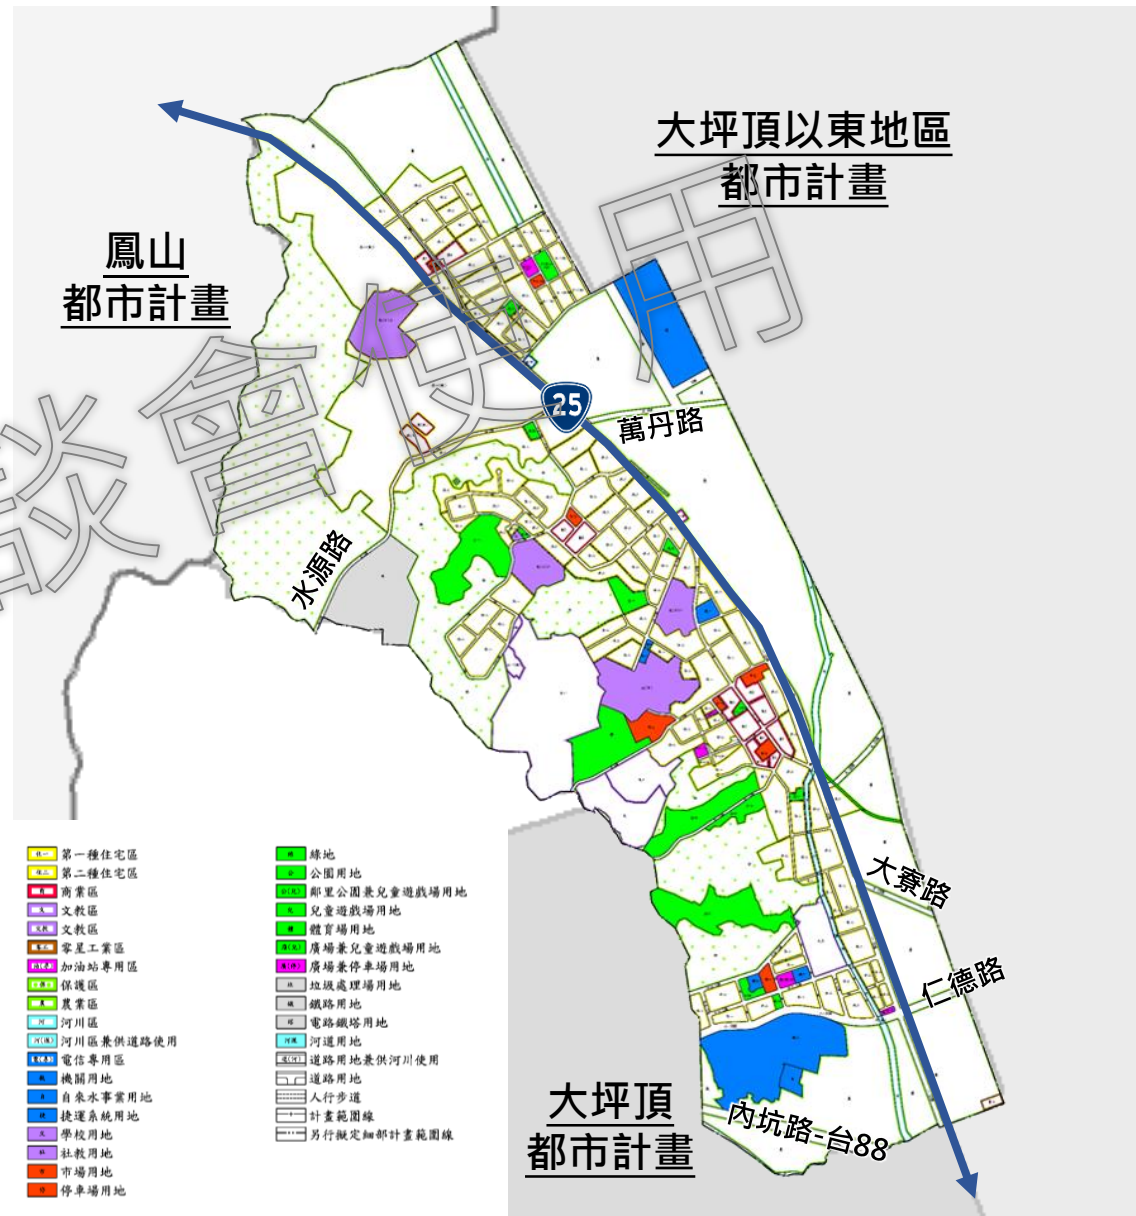 大坪頂以東地區
都市計畫
鳳山
都市計畫
談會使用
25
萬丹路
水源路
大寮路
仁德路
大坪頂
都市計畫
內坑路-台88
第一種住宅區
第二種住宅區
商業區
文教區
文教區
零星工業區
加油站專用區
保護區
農業區
河川區
河川區兼供道路使用
電信專用區
機關用地
自來水事業用地
捷運系統用地
學校用地
社教用地
市場用地
停車場用地
綠地
公園用地
鄰里公園兼兒童遊戲場用地
兒童遊戲場用地
體育場用地
廣場兼兒童遊戲場用地
廣場兼停車場用地
垃圾處理場用地
鐵路用地
電路鐵塔用地
河道用地
道路用地兼供河川使用
道路用地
人行步道
計畫範圍線
另行擬定細部計畫範圍線